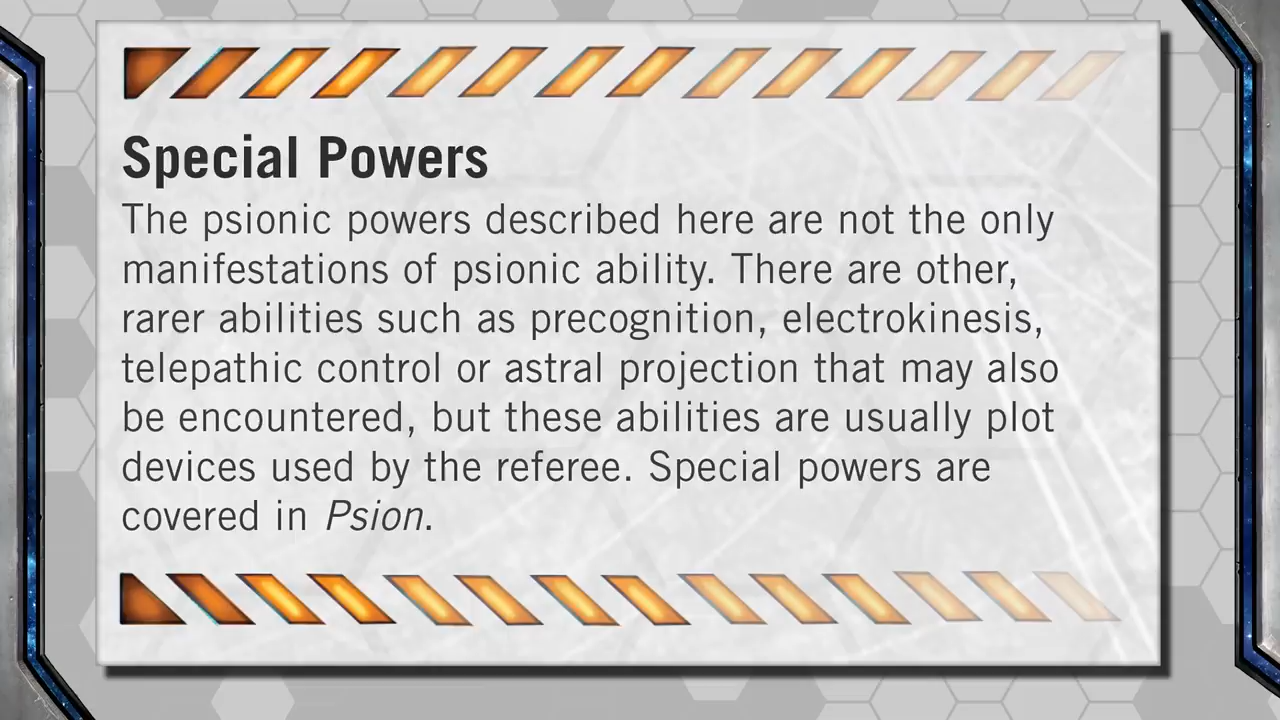 Special Powers
The psionic powers described here are not the only
manifestations of psionic ability. There are other,
rarer abilities such as precognition, electrokinesis,
telepathic control or astral projection that may also
be encountered, but these abilities are usually plot
devices used by the referee. Special powers are
covered in Psion.